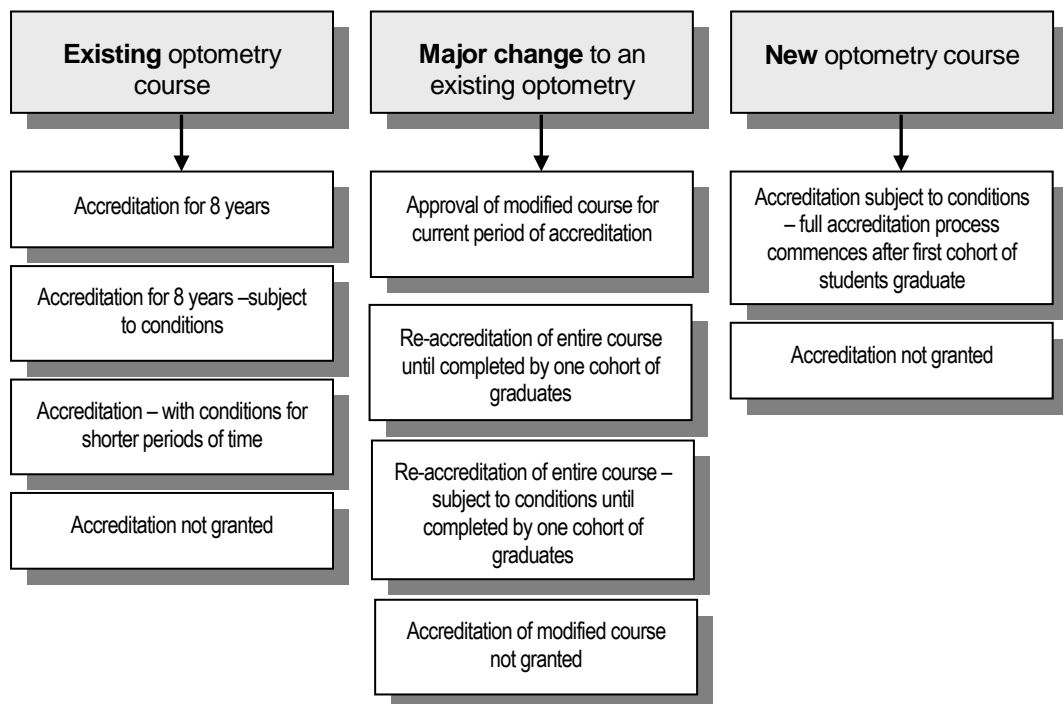 Existing optometry
course
Accreditation for 8 years
Accreditation for 8 years –subject
to conditions
Accreditation – with conditions for
shorter periods of time
Accreditation not granted
Major change to an
existing optometry
Approval of modified course for
current period of accreditation
Re-accreditation of entire course
until completed by one cohort of
graduates
Re-accreditation of entire course –
subject to conditions until
completed by one cohort of
graduates
Accreditation of modified course
not granted
New optometry course
Accreditation subject to conditions
– full accreditation process
commences after first cohort of
students graduate
Accreditation not granted